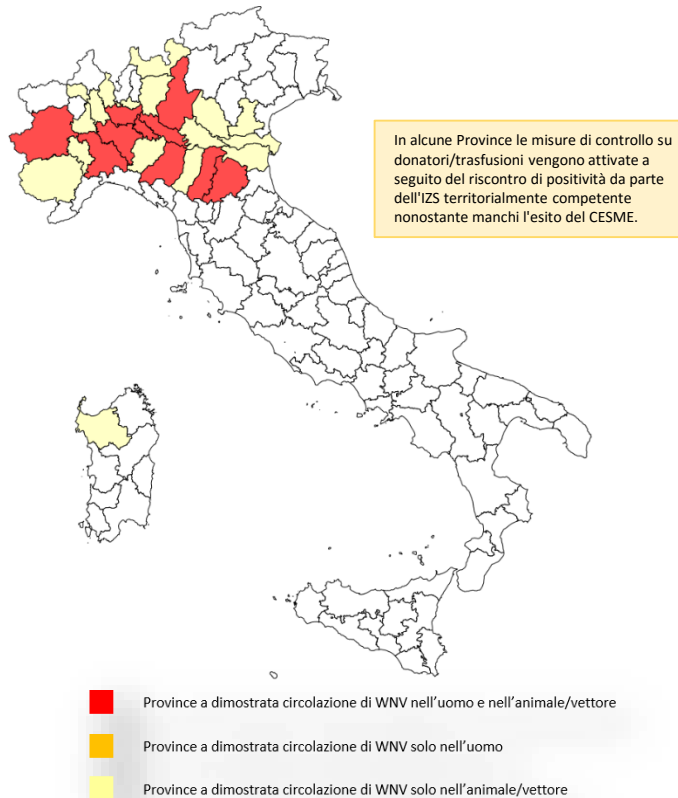 In alcune Province le misure di controllo su
donatori/trasfusioni vengono attivate a
seguito del riscontro di positività da parte
dell'IZS territorialmente competente
nonostante manchi l'esito del CESME.
Province a dimostrata circolazione di WNV nell'uomo e nell'animale/vettore
Province a dimostrata circolazione di WNV solo nell'uomo
Province a dimostrata circolazione di WNV solo nell'animale/vettore